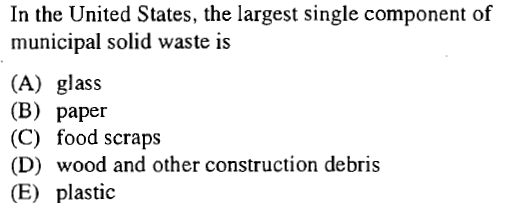 In the United States, the largest single component of
municipal solid waste is
(A) glass
(B) paper
(C) food scraps
(D) wood and other construction debris
(E) plastic